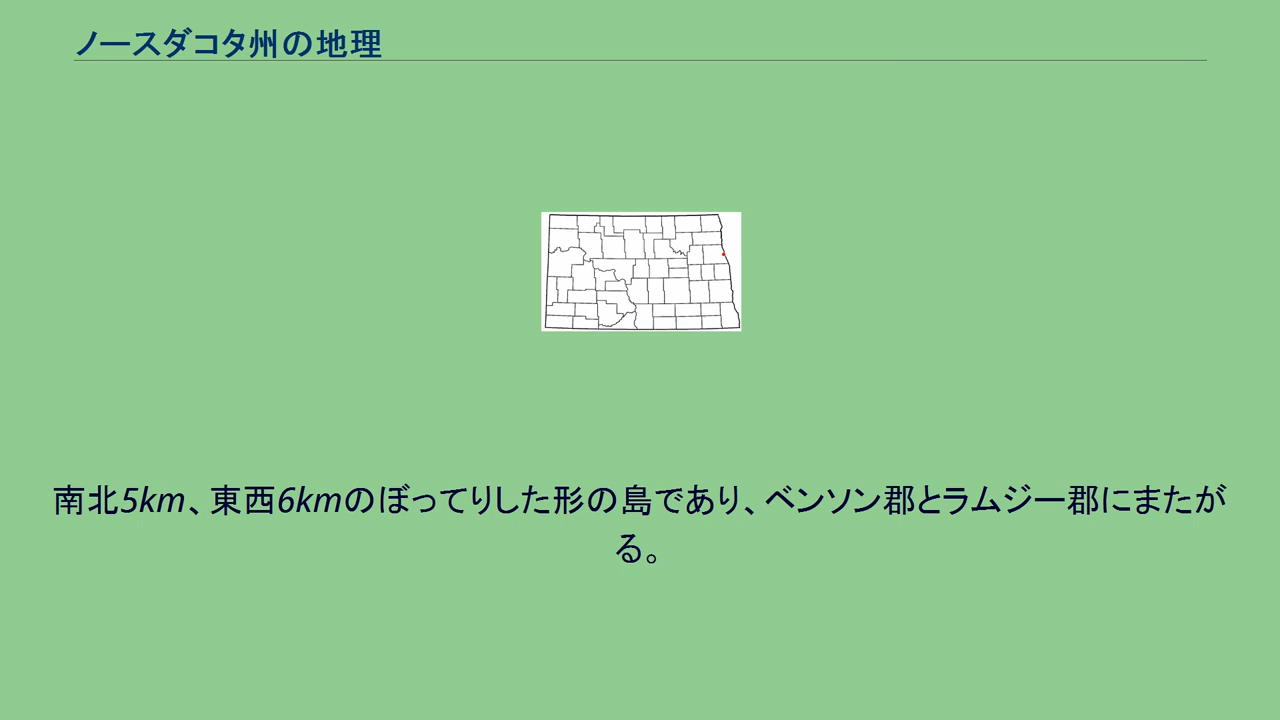 ノースダコタ州の地理
南北5km、東西6kmのぼってりした形の島であり、ベンソン郡とラムジー郡にまたが
る。